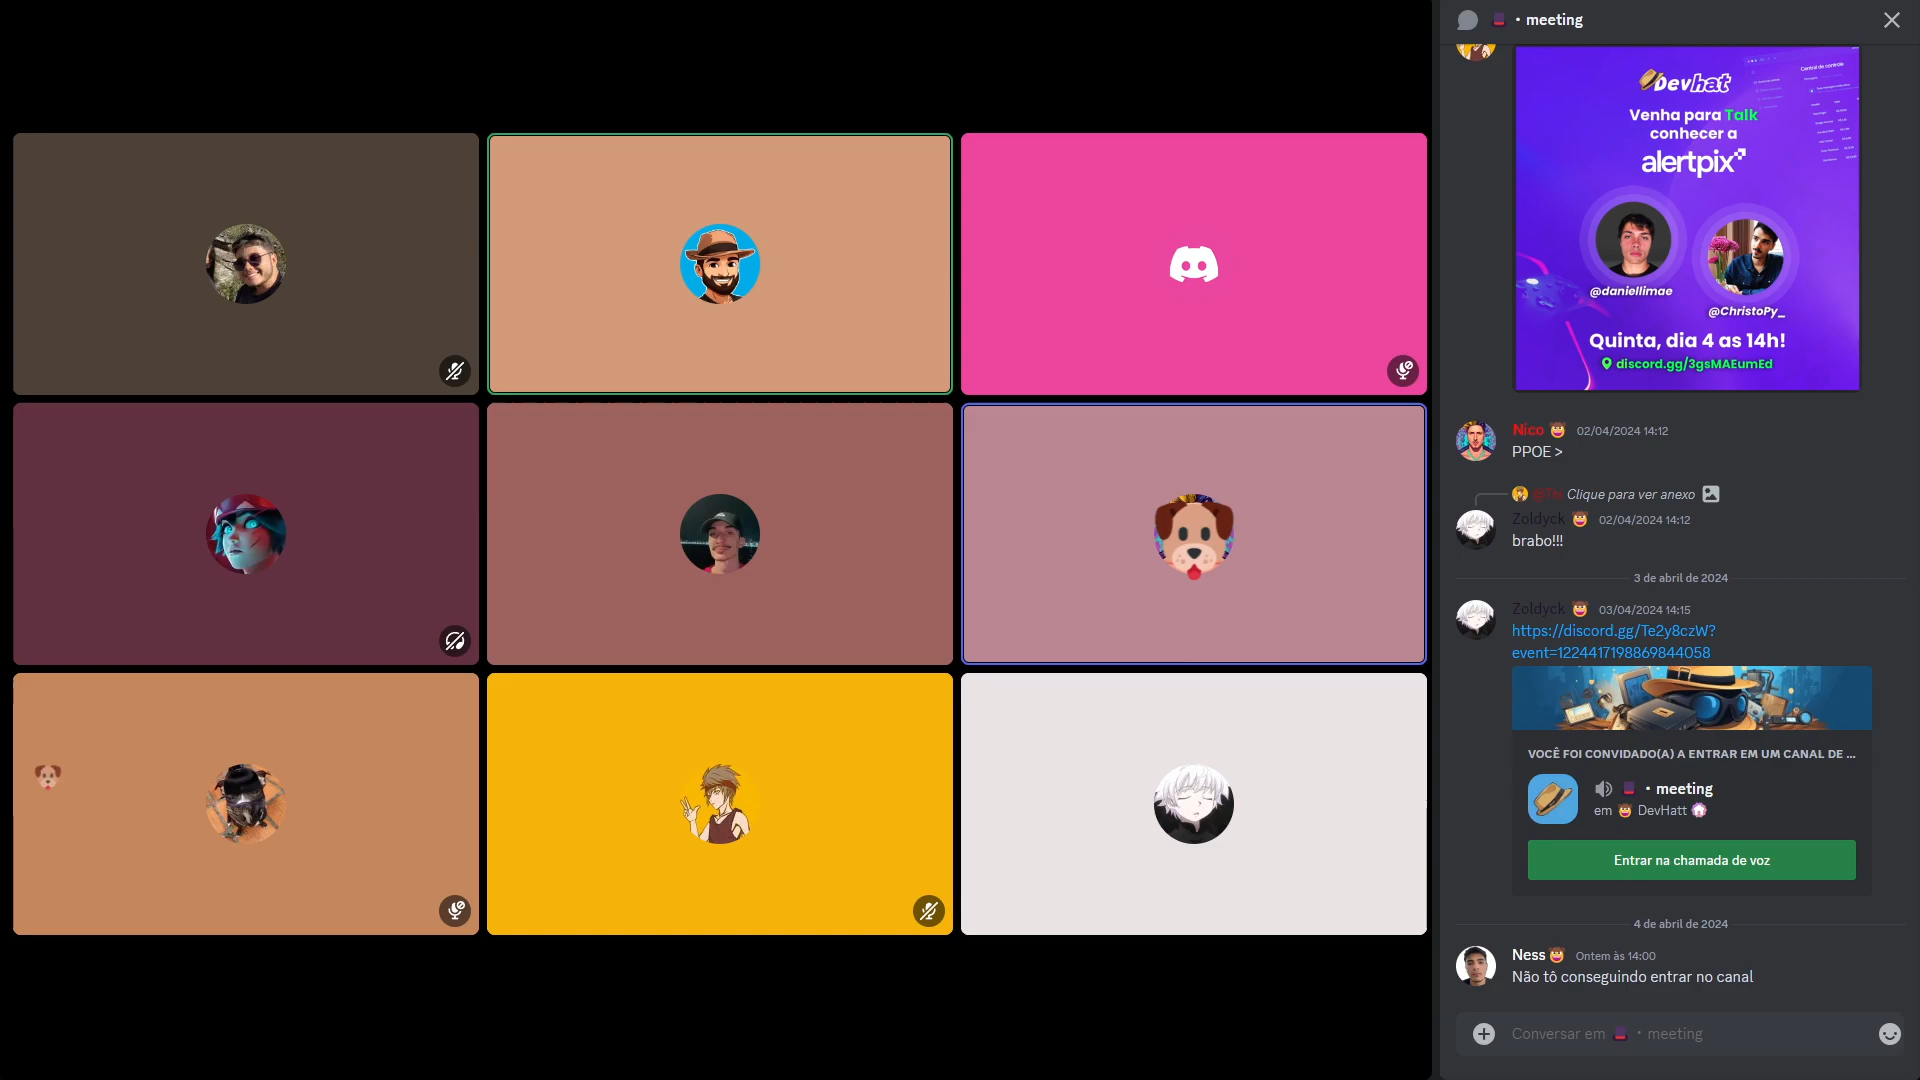 • meeting
Devhat
Central de controle
Venha para Talk
conhecer a
alertpix
@daniellimae
@ChristoPy_
Quinta, dia 4 as 14h!
discord.gg/3gsMAEumEd
Nico 02/04/2024 14:12
PPOE >
Clique para ver anexo
Zoldyck 02/04/2024 14:12
brabo!!!
3 de abril de 2024
Zoldyck 03/04/2024 14:15
https://discord.gg/Te2y8czW?
event=1224417198869844058
VOCÊ FOI CONVIDADO(A) A ENTRAR EM UM CANAL DE ...
• meeting
em DevHatt
Entrar na chamada de voz
4 de abril de 2024
Ness Ontem às 14:00
Não tô conseguindo entrar no canal
Conversar em • meeting